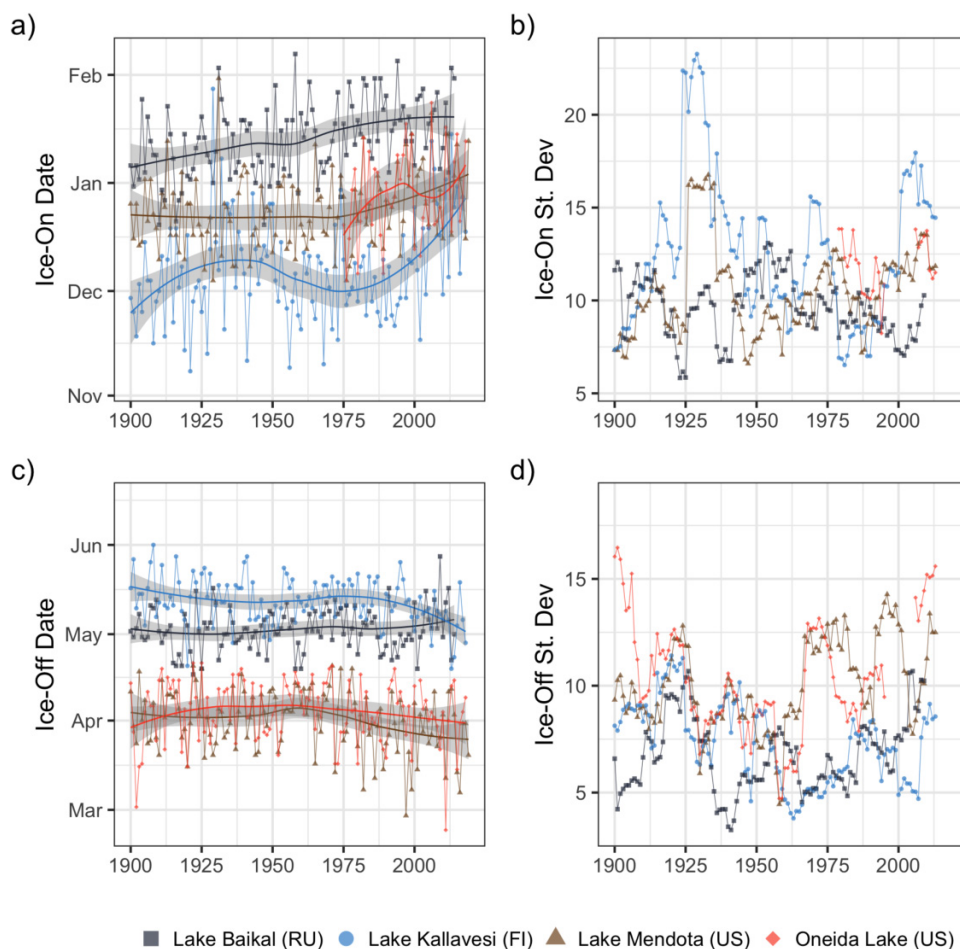 a)
Ice-On Date
Feb
Jan
Dec
Nov
1900 1925 1950 1975 2000
b)
Ice-On St. Dev
20
15
10
5
1900 1925 1950 1975 2000
c)
Ice-Off Date
Jun
May
Apr
Mar
1900 1925 1950 1975 2000
d)
Ice-Off St. Dev
15
10
5
1900 1925 1950 1975 2000
Lake Baikal (RU) Lake Kallavesi (FI) Lake Mendota (US) Oneida Lake (US)